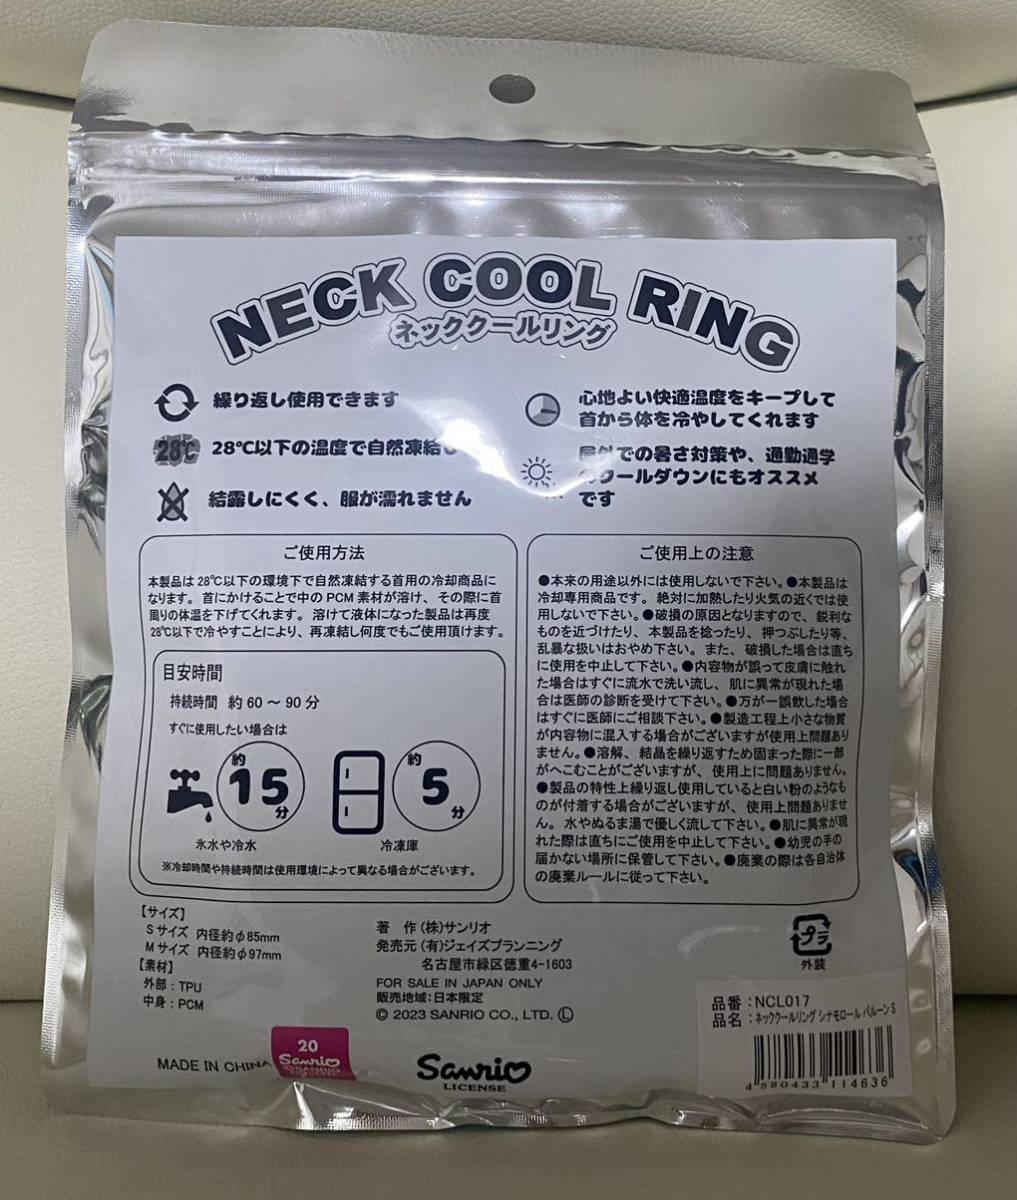 NECK COOL RING
ネッククールリング
繰り返し使用できます
28℃
28℃以下の温度で自然凍結し
結露しにくく、服が濡れません
心地よい快適温度をキープして
首から体を冷やしてくれます
屋外での暑さ対策や、通勤通学
のクールダウンにもオススメ
です
ご使用方法
本製品は28℃以下の環境下で自然凍結する首用の冷却商品に
なります。首にかけることで中のPCM素材が溶け、その際に首
周りの体温を下げてくれます。溶けて液体になった製品は再度
28℃以下で冷やすことにより、再凍結し何度でもご使用頂けます。
目安時間
持続時間 約60～90分
すぐに使用したい場合は
約15分
氷水や冷水
約5分
冷凍庫
※冷却時間や持続時間は使用環境によって異なる場合がございます。
ご使用上の注意
●本来の用途以外には使用しないで下さい。●本製品は
冷却専用商品です。絶対に加熱したり火気の近くでは使
用しないで下さい。●破損の原因となりますので、鋭利な
ものを近づけたり、本製品を捻ったり、押つぶしたり等、
乱暴な扱いはおやめ下さい。また、破損した場合は直ち
に使用を中止して下さい。●内容物が誤って皮膚に触れ
た場合はすぐに流水で洗い流し、肌に異常が現れた場
合は医師の診断を受けて下さい。●万が一誤飲した場合
はすぐに医師にご相談下さい。●製造工程上小さな物質
が内容物に混入する場合がございますが使用上問題あり
ません。●溶解、結晶を繰り返すため固まった際に一部
がへこむことがございますが、使用上に問題ありません。
●製品の特性上繰り返し使用していると白い粉のようなも
のが付着する場合がございますが、使用上問題ありませ
ん。水やぬるま湯で優しく流して下さい。●肌に異常が現
れた際は直ちにご使用を中止して下さい。●幼児の手の
届かない場所に保管して下さい。●廃棄の際は各自治体
の廃棄ルールに従って下さい。
【サイズ】
Sサイズ 内径約φ85mm
Mサイズ 内径約φ97mm
【素材】
外部：TPU
中身：PCM
著 作(株)サンリオ
発売元(有)ジェイズプランニング
名古屋市緑区徳重4-1603
FOR SALE IN JAPAN ONLY
販売地域：日本限定
© 2023 SANRIO CO., LTD. Ⓛ
プラ
外装
品番：NCL017
品名：ネッククールリング シナモロール バルーンS
4 580433 114636
MADE IN CHINA
20
Sanrio
Sanrio
LICENSE